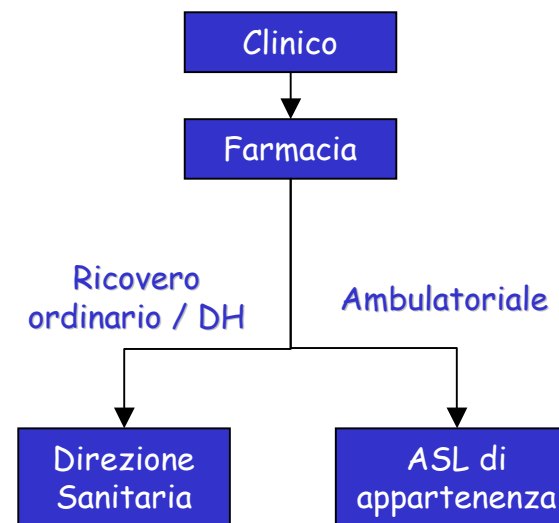 Clinico
Farmacia
Ricovero
ordinario / DH
Ambulatoriale
Direzione
Sanitaria
ASL di
appartenenza